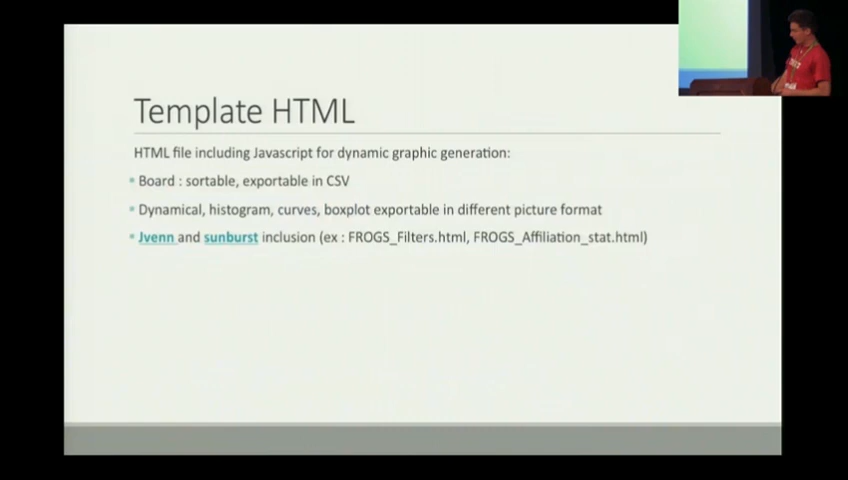 Template HTML
HTML file including Javascript for dynamic graphic generation:
Board : sortable, exportable in CSV
Dynamical, histogram, curves, boxplot exportable in different picture format
Jvenn and sunburst inclusion (ex : FROGS_Filters.html, FROGS_Affiliation_stat.html)